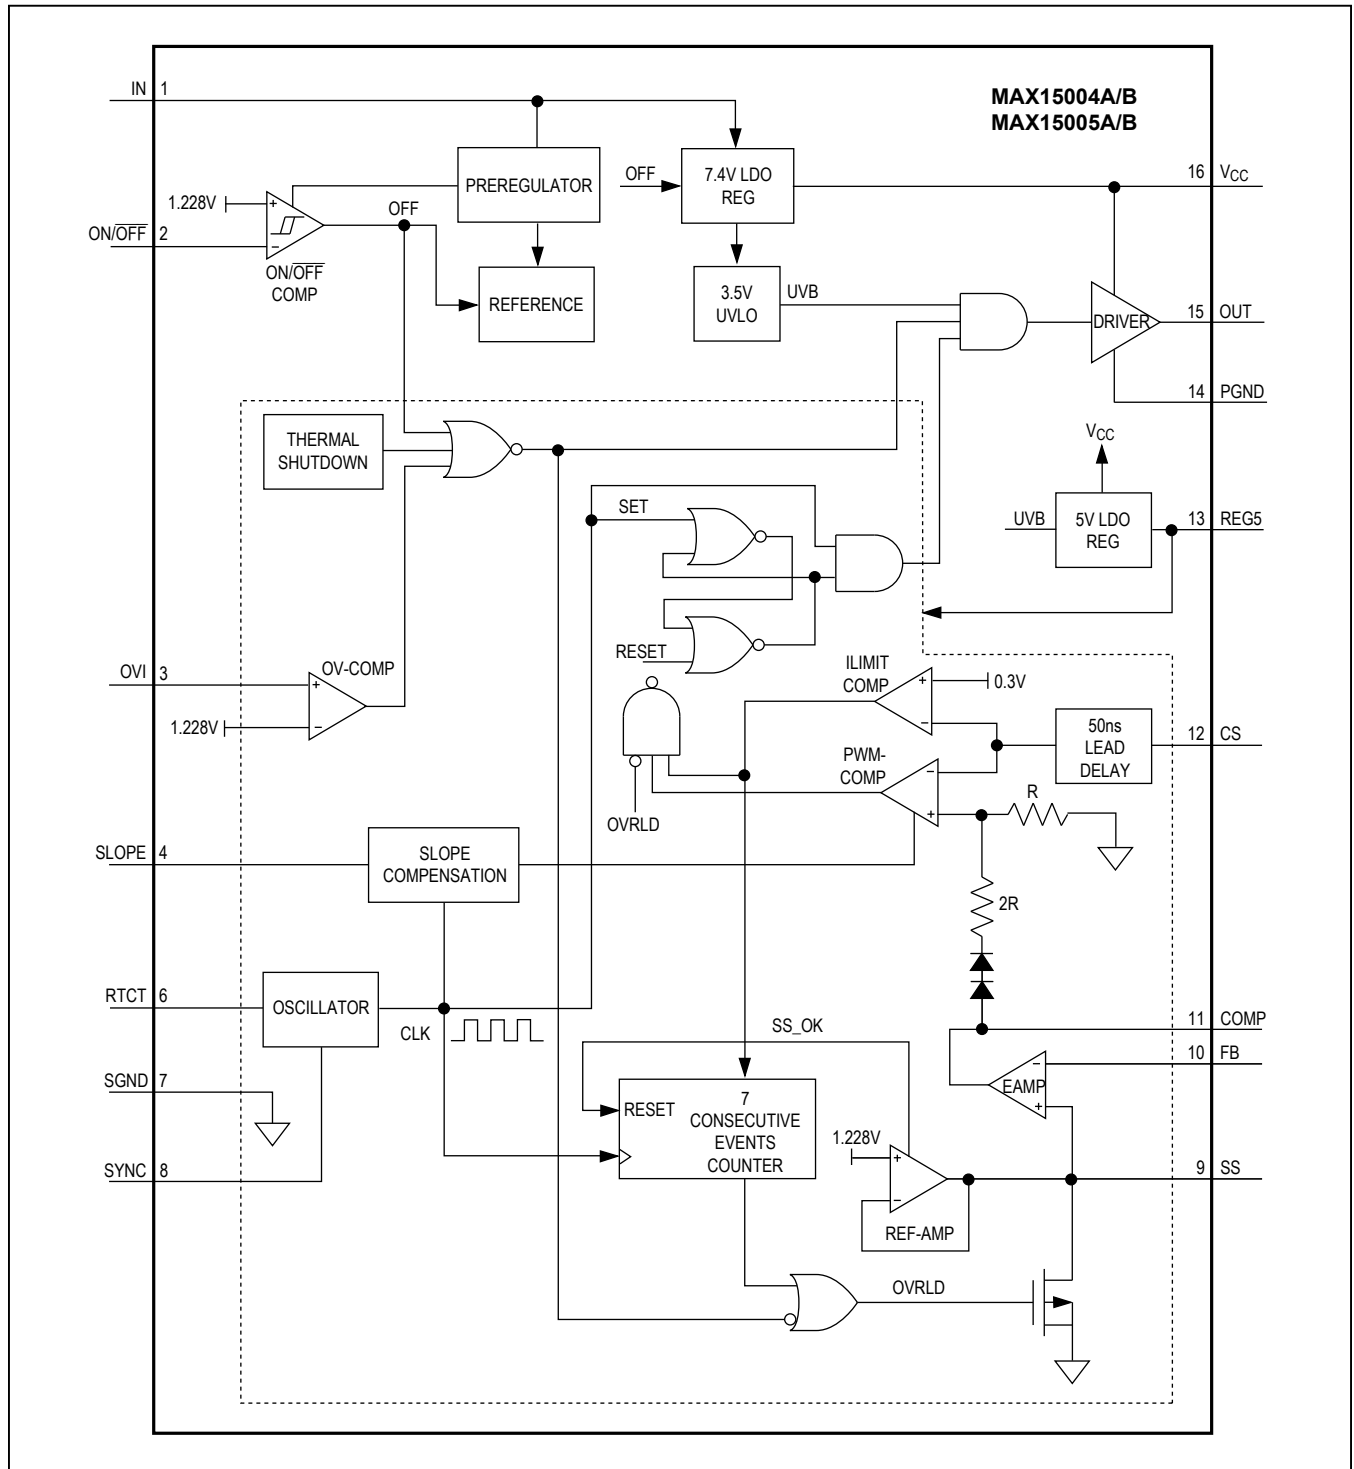 MAX15004A/B
MAX15005A/B
IN 1
PREREGULATOR
OFF
7.4V LDO
REG
16 VCC
1.228V
+
−
ON/OFF 2
OFF
ON/OFF
COMP
REFERENCE
3.5V
UVLO
UVB
DRIVER
15 OUT
14 PGND
THERMAL
SHUTDOWN
VCC
UVB
5V LDO
REG
13 REG5
SET
RESET
OVI 3
OV-COMP
+
−
1.228V
ILIMIT
COMP
+
−
0.3V
50ns
LEAD
DELAY
12 CS
PWM-
COMP
−
+
R
OVRLD
SLOPE 4
SLOPE
COMPENSATION
2R
RTCT 6
OSCILLATOR
CLK
SS_OK
11 COMP
10 FB
EAMP
−
+
SGND 7
RESET
7
CONSECUTIVE
EVENTS
COUNTER
1.228V
+
−
REF-AMP
SYNC 8
9 SS
OVRLD